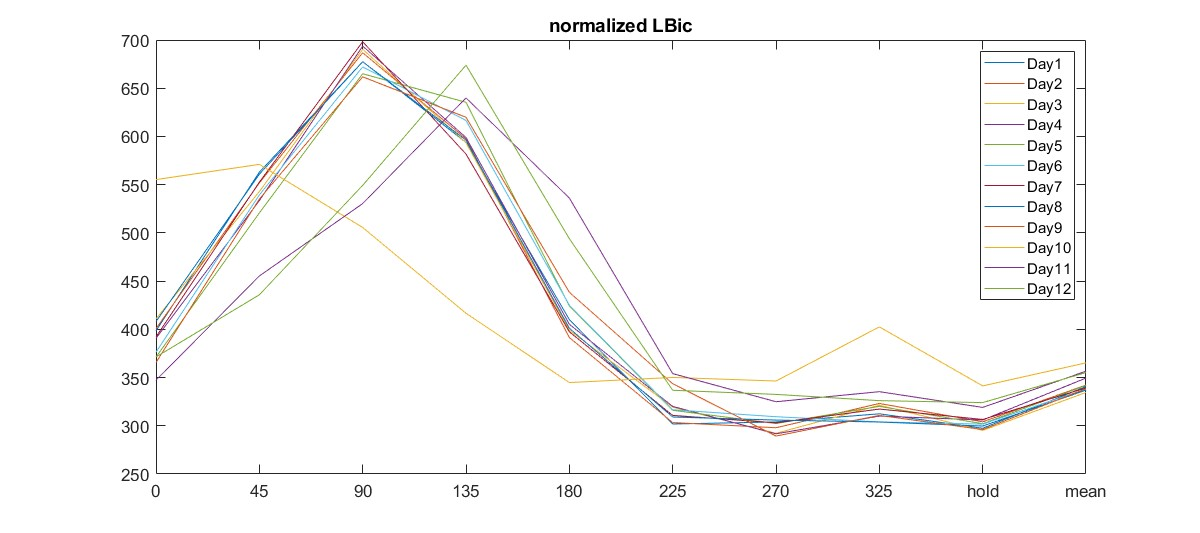 normalized LBic
700
650
600
550
500
450
400
350
300
250
0 45 90 135 180 225 270 325 hold mean
Day1
Day2
Day3
Day4
Day5
Day6
Day7
Day8
Day9
Day10
Day11
Day12